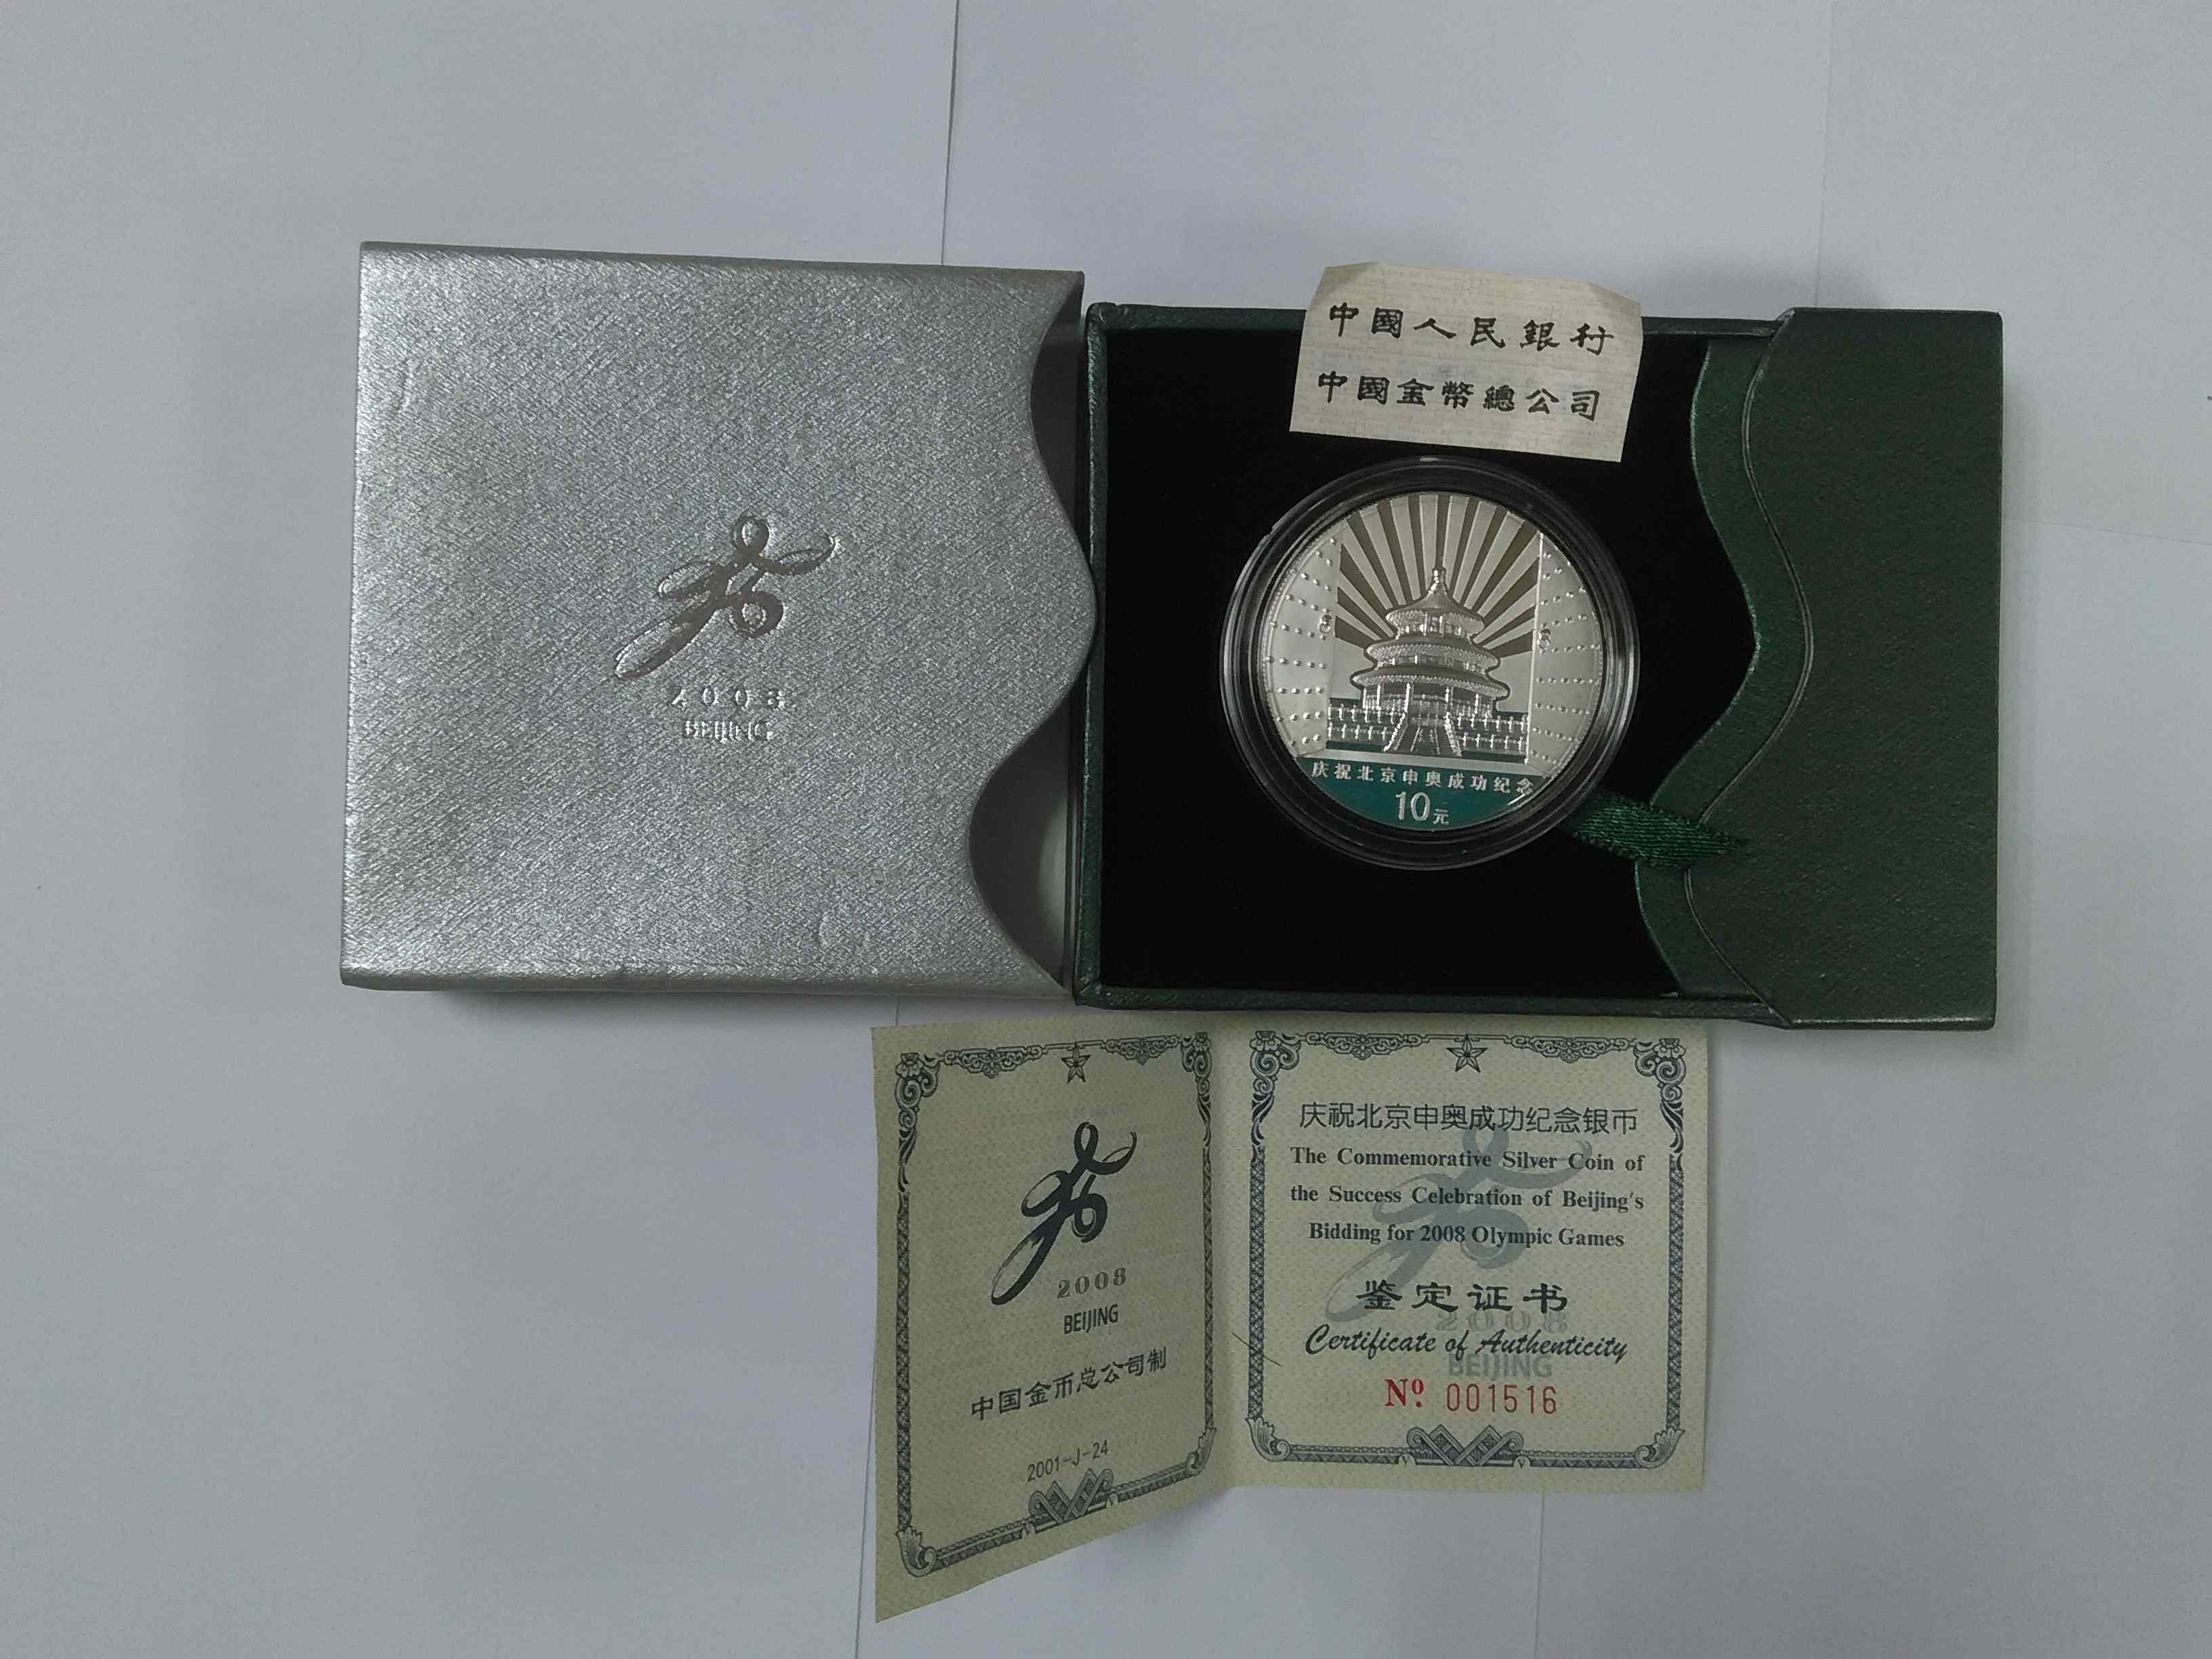 2008
BEIJING
中國人民銀行
中國金幣總公司
庆祝北京申奥成功纪念
10元
2008
BEIJING
中国金币总公司制
2001-J-24
庆祝北京申奥成功纪念银币
The Commemorative Silver Coin of
the Success Celebration of Beijing's
Bidding for 2008 Olympic Games
鉴定证书
2008
Certificate of Authenticity
BEIJING
Nº. 001516